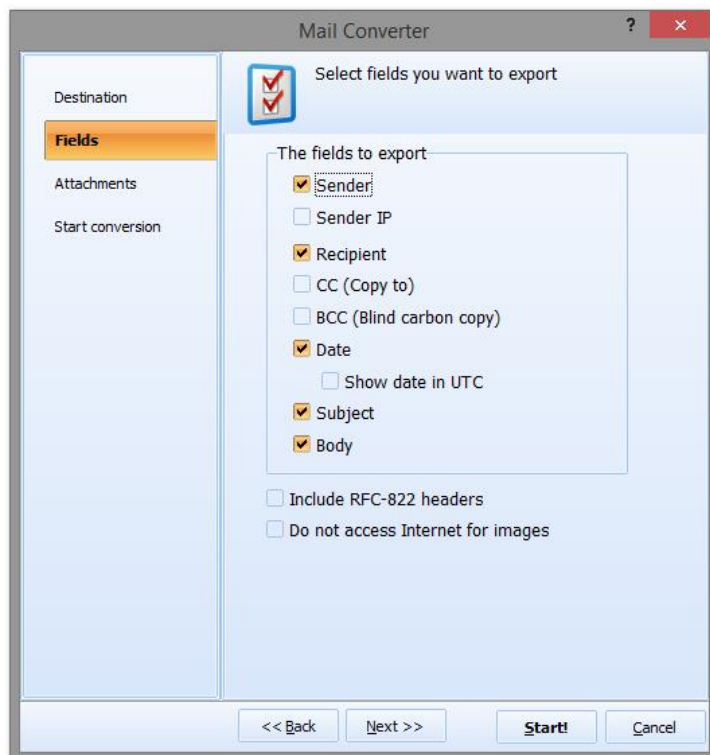 Mail Converter
?
Destination
Fields
Attachments
Start conversion
Select fields you want to export
The fields to export
Sender
Sender IP
Recipient
CC (Copy to)
BCC (Blind carbon copy)
Date
Show date in UTC
Subject
Body
Include RFC-822 headers
Do not access Internet for images
<< Back Next >> Start! Cancel